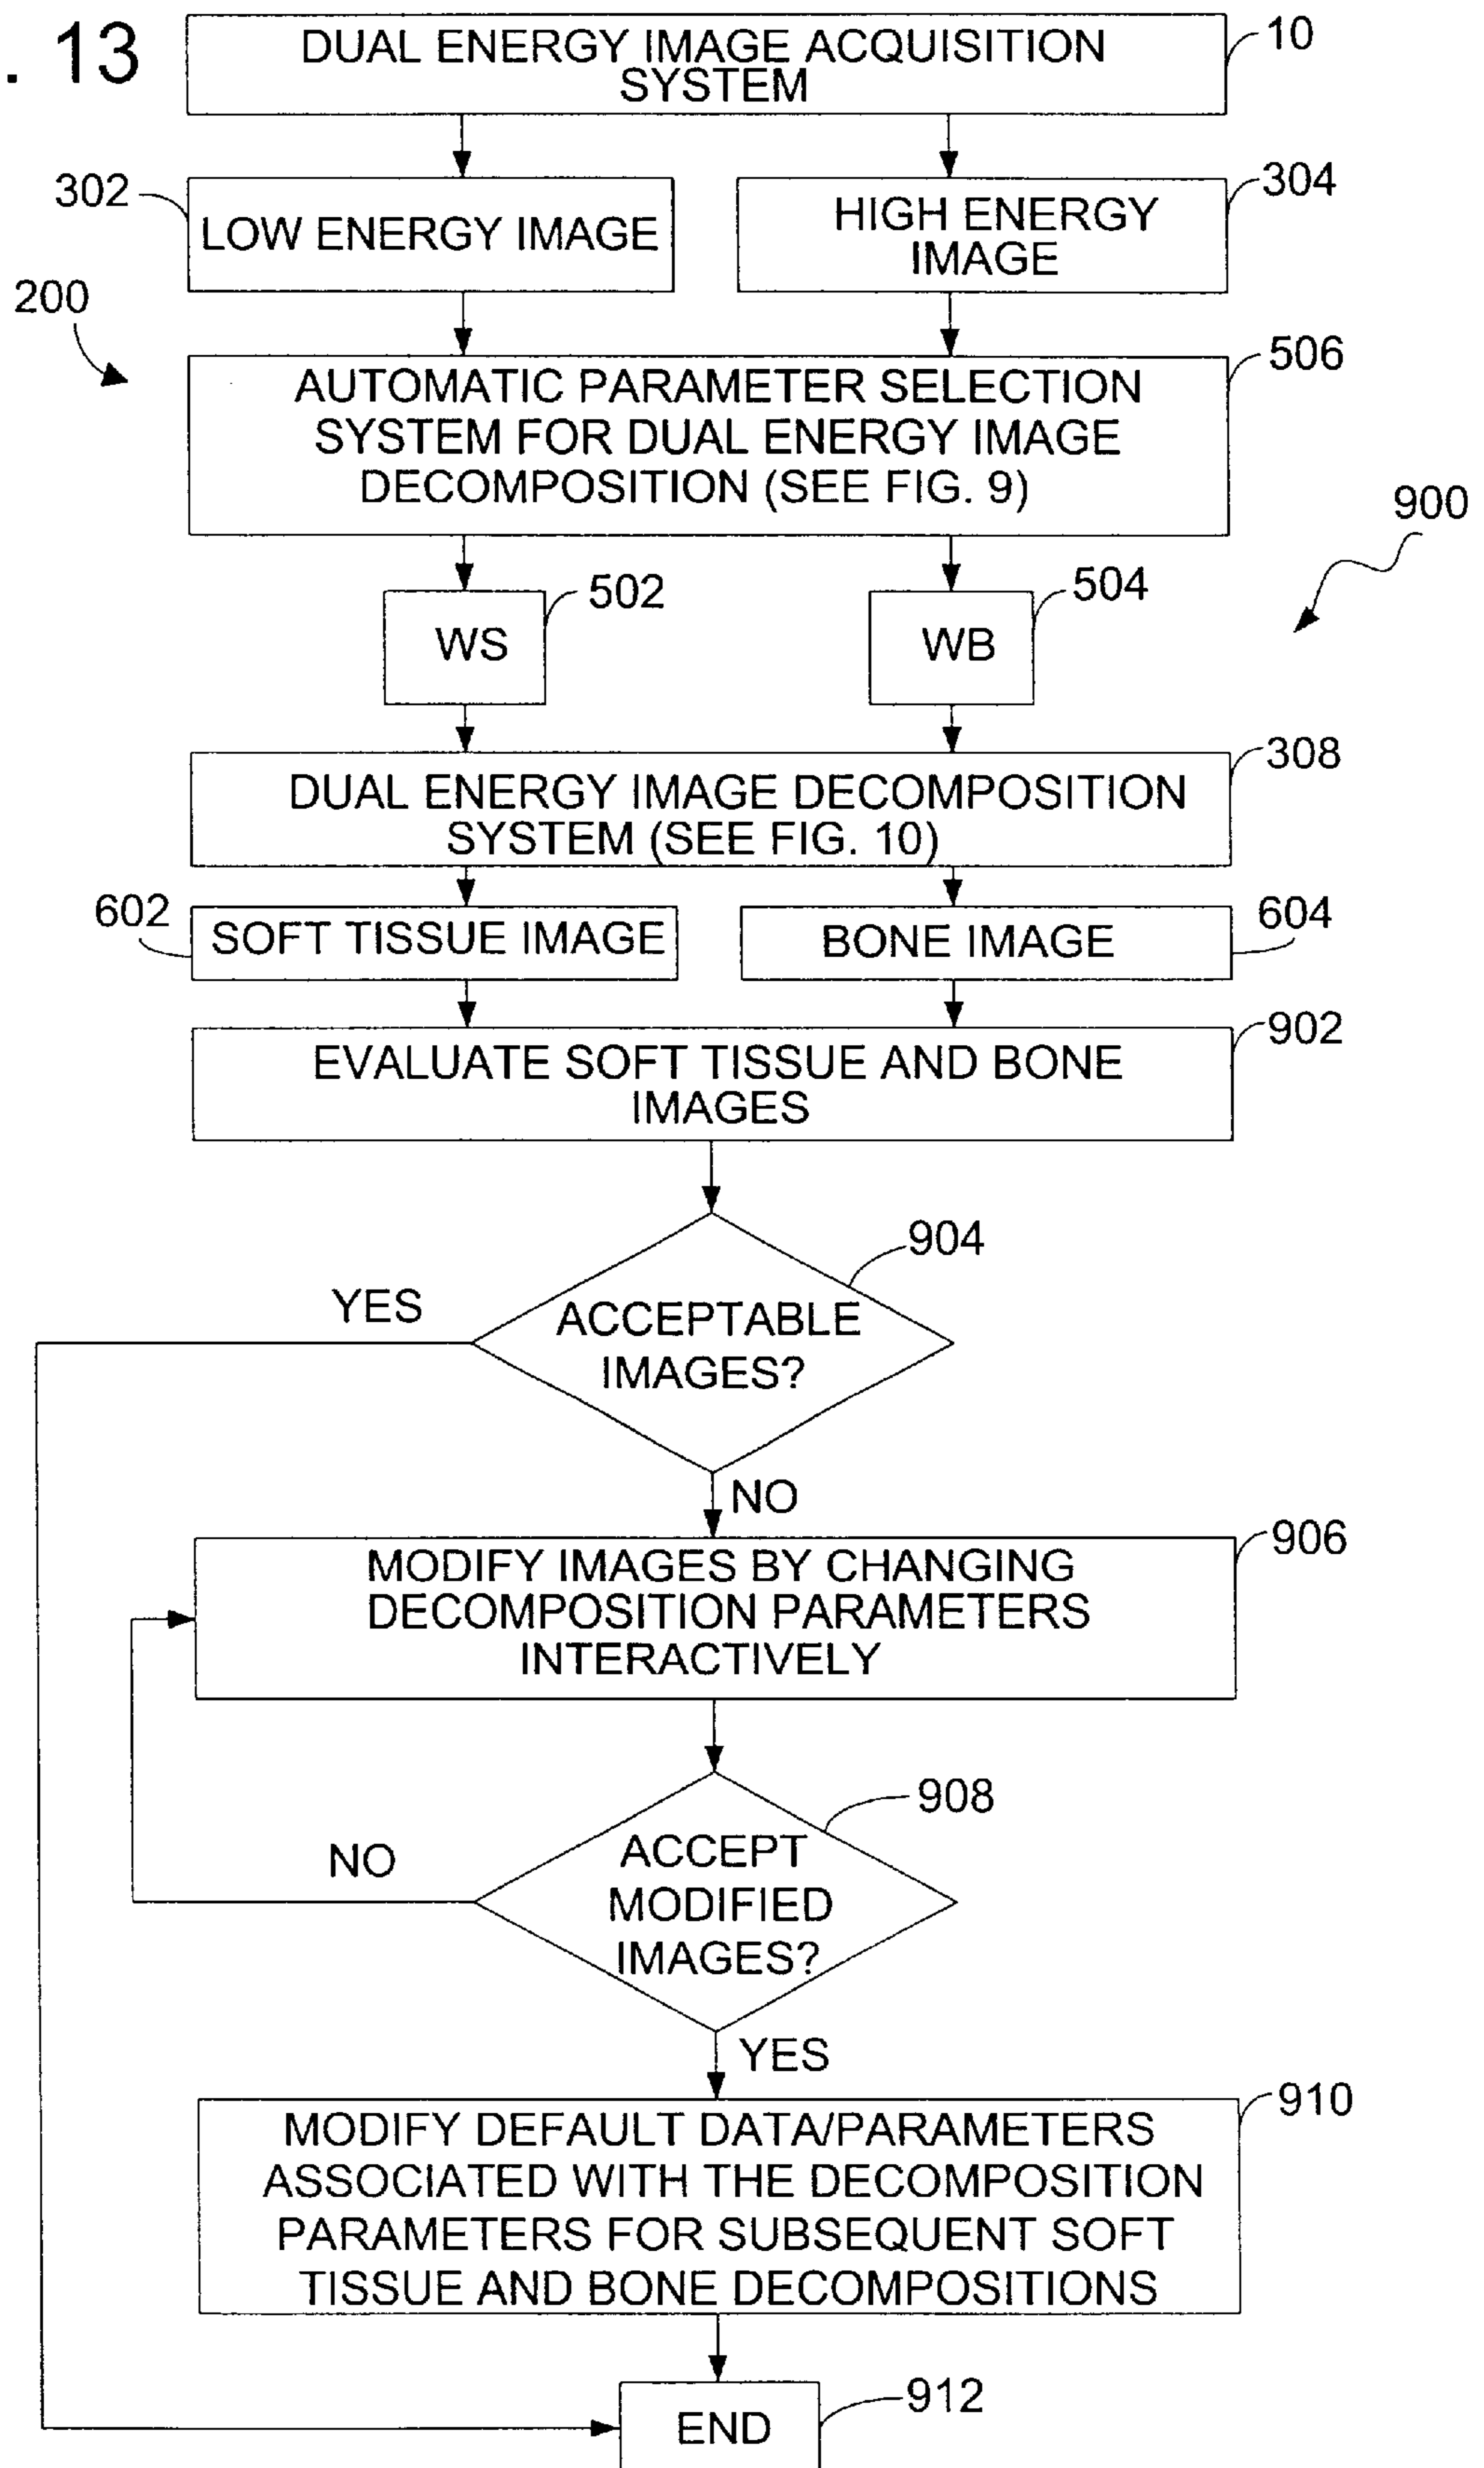 . 13
DUAL ENERGY IMAGE ACQUISITION
SYSTEM
10
302
LOW ENERGY IMAGE
HIGH ENERGY
IMAGE
304
200
AUTOMATIC PARAMETER SELECTION
SYSTEM FOR DUAL ENERGY IMAGE
DECOMPOSITION (SEE FIG. 9)
506
900
WS
502
WB
504
DUAL ENERGY IMAGE DECOMPOSITION
SYSTEM (SEE FIG. 10)
308
602
SOFT TISSUE IMAGE
BONE IMAGE
604
EVALUATE SOFT TISSUE AND BONE
IMAGES
902
904
YES
ACCEPTABLE
IMAGES?
NO
MODIFY IMAGES BY CHANGING
DECOMPOSITION PARAMETERS
INTERACTIVELY
906
908
NO
ACCEPT
MODIFIED
IMAGES?
YES
MODIFY DEFAULT DATA/PARAMETERS
ASSOCIATED WITH THE DECOMPOSITION
PARAMETERS FOR SUBSEQUENT SOFT
TISSUE AND BONE DECOMPOSITIONS
910
END
912